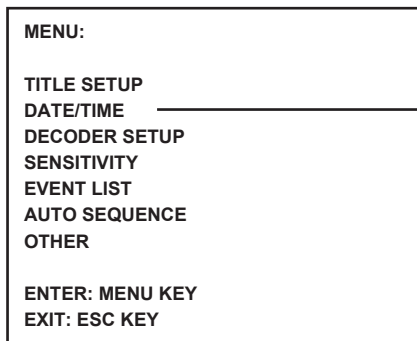 MENU:
TITLE SETUP
DATE/TIME
DECODER SETUP
SENSITIVITY
EVENT LIST
AUTO SEQUENCE
OTHER
ENTER: MENU KEY
EXIT: ESC KEY